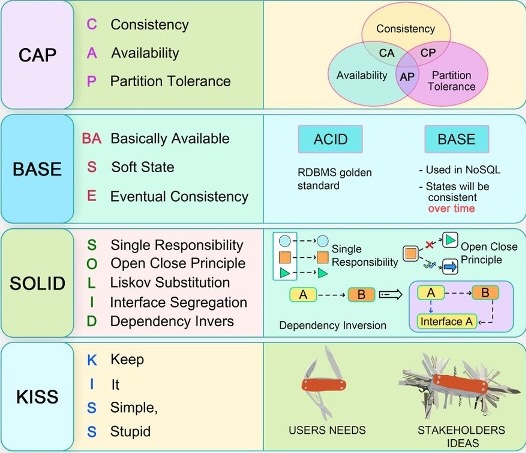 CAP
C Consistency
A Availability
P Partition Tolerance
Consistency
CA CP
Availability
AP
Partition
Tolerance
BASE
BA Basically Available
S Soft State
E Eventual Consistency
ACID
RDBMS golden
standard
BASE
- Used in NoSQL
- States will be
consistent
over time
SOLID
S Single Responsibility
O Open Close Principle
L Liskov Substitution
I Interface Segregation
D Dependency Invers
Single
Responsibility
Open Close
Principle
A B
A B
Interface A
Dependency Inversion
KISS
K Keep
I It
S Simple,
S Stupid
USERS NEEDS
STAKEHOLDERS
IDEAS